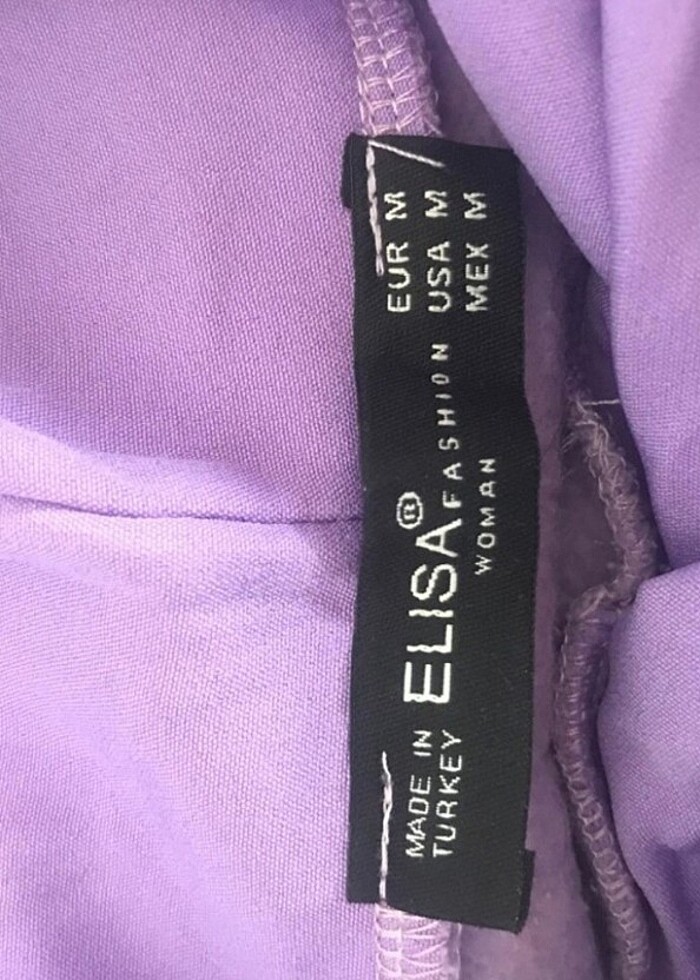 MADE IN
TURKEY
ELISA® FASHION
WOMAN
EUR M
USA M
MEX M